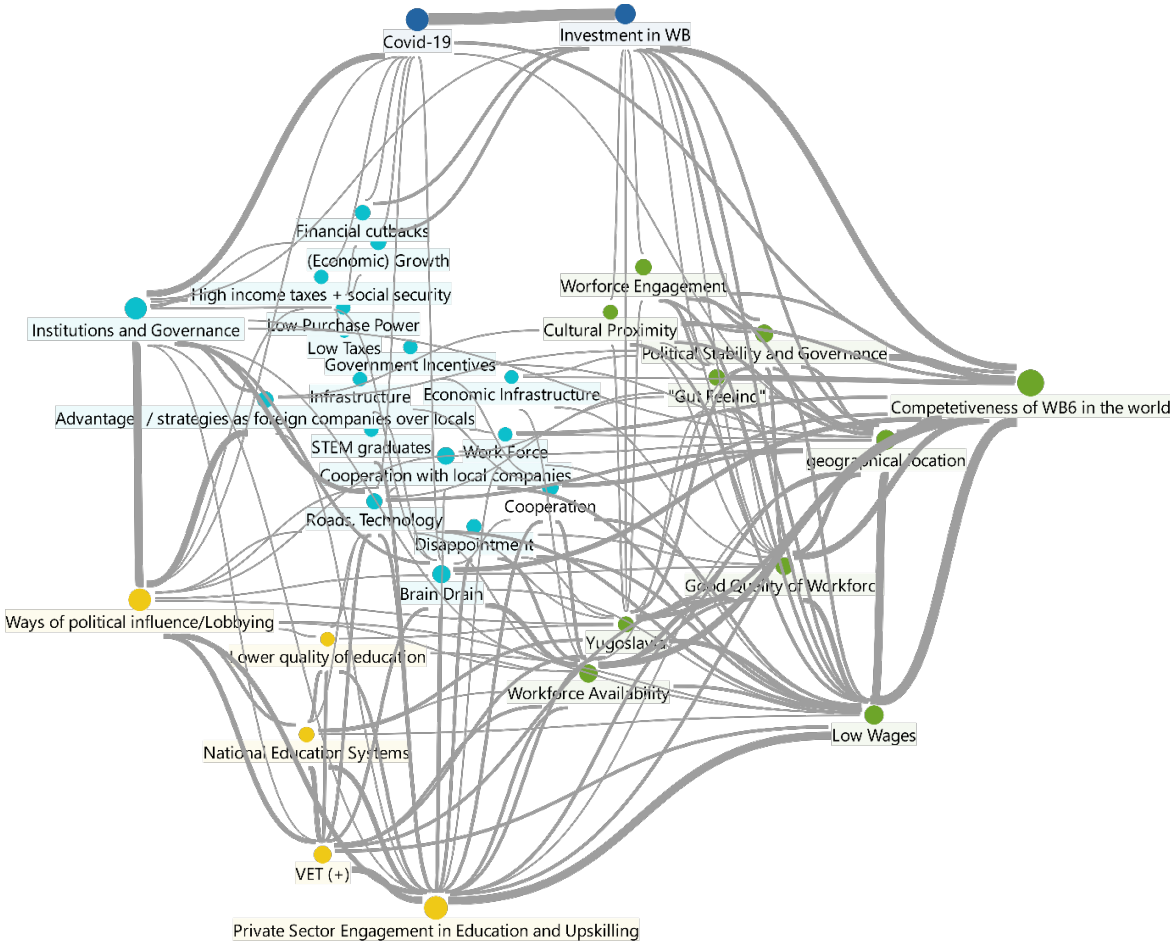 Covid-19
Investment in WB
Financial cutbacks
(Economic) Growth
Worforce Engagement
High income taxes + social security
Institutions and Governance
Low Purchase Power
Cultural Proximity
Low Taxes
Political Stability and Governance
Government Incentives
Infrastructure
Economic Infrastructure
"Gut Feeling"
Competetiveness of WB6 in the world
Advantages / strategies as foreign companies over locals
STEM graduates
Work Force
geographical location
Cooperation with local companies
Cooperation
Roads, Technology
Disappointment
Good Quality of Workforc
Brain Drain
Ways of political influence/Lobbying
Yugoslavia
Lower quality of education
Workforce Availability
Low Wages
National Education Systems
VET (+)
Private Sector Engagement in Education and Upskilling